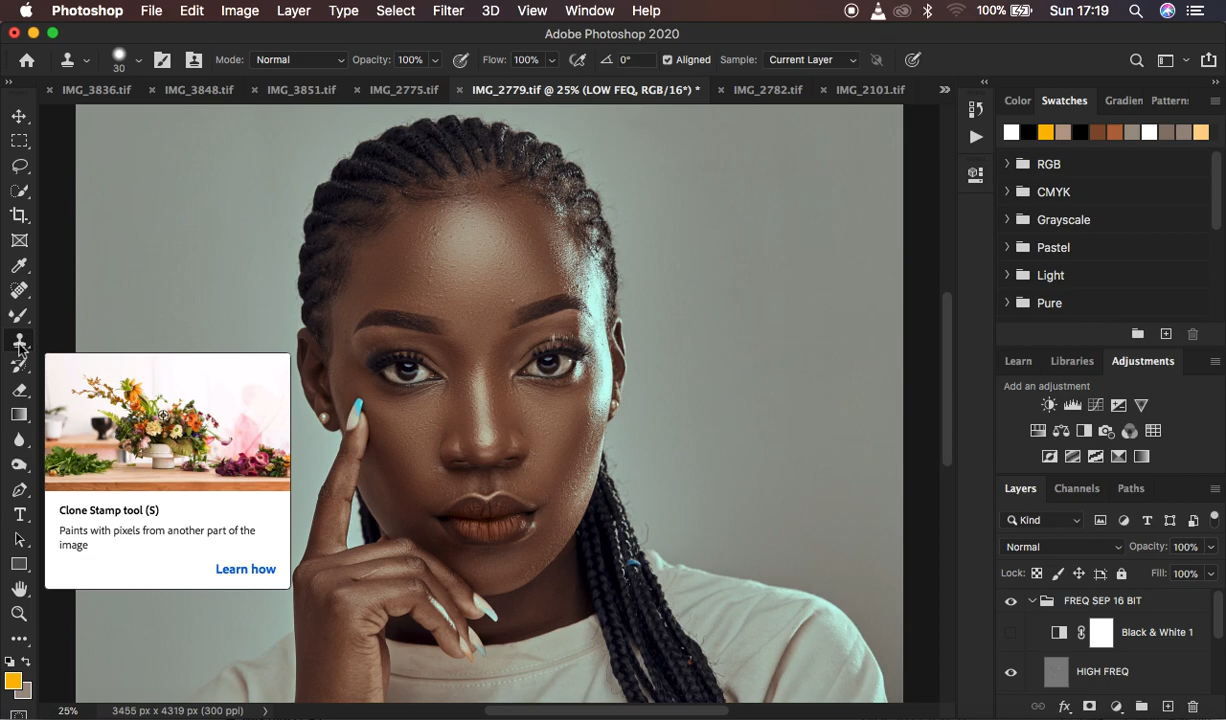 Photoshop File Edit Image Layer Type Select Filter 3D View Window Help 100% Sun 17:19
Adobe Photoshop 2020
30 Mode: Normal Opacity: 100% Flow: 100% 0° Aligned Sample: Current Layer
IMG_3836.tif IMG_3848.tif IMG_3851.tif IMG_2775.tif IMG_2779.tif @ 25% (LOW FEQ, RGB/16*) * IMG_2782.tif IMG_2101.tif
Color Swatches Gradien Pattern:
RGB
CMYK
Grayscale
Pastel
Light
Pure
Learn Libraries Adjustments
Add an adjustment
Clone Stamp tool (S)
Paints with pixels from another part of the
image
Learn how
Layers Channels Paths
Kind
Normal Opacity: 100%
Lock: Fill: 100%
FREQ SEP 16 BIT
Black & White 1
HIGH FREQ
25% 3455 px x 4319 px (300 ppi)